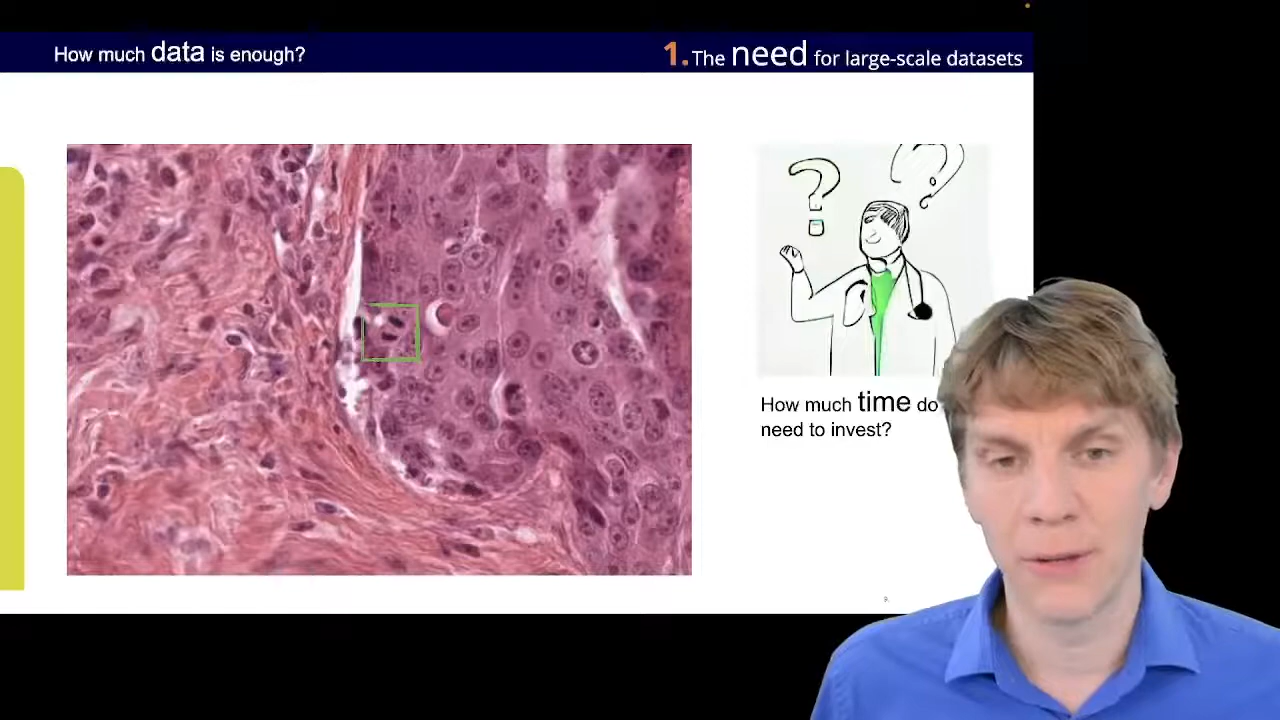 How much data is enough?
1. The need for large-scale datasets
? ?
How much time do
need to invest?
9.